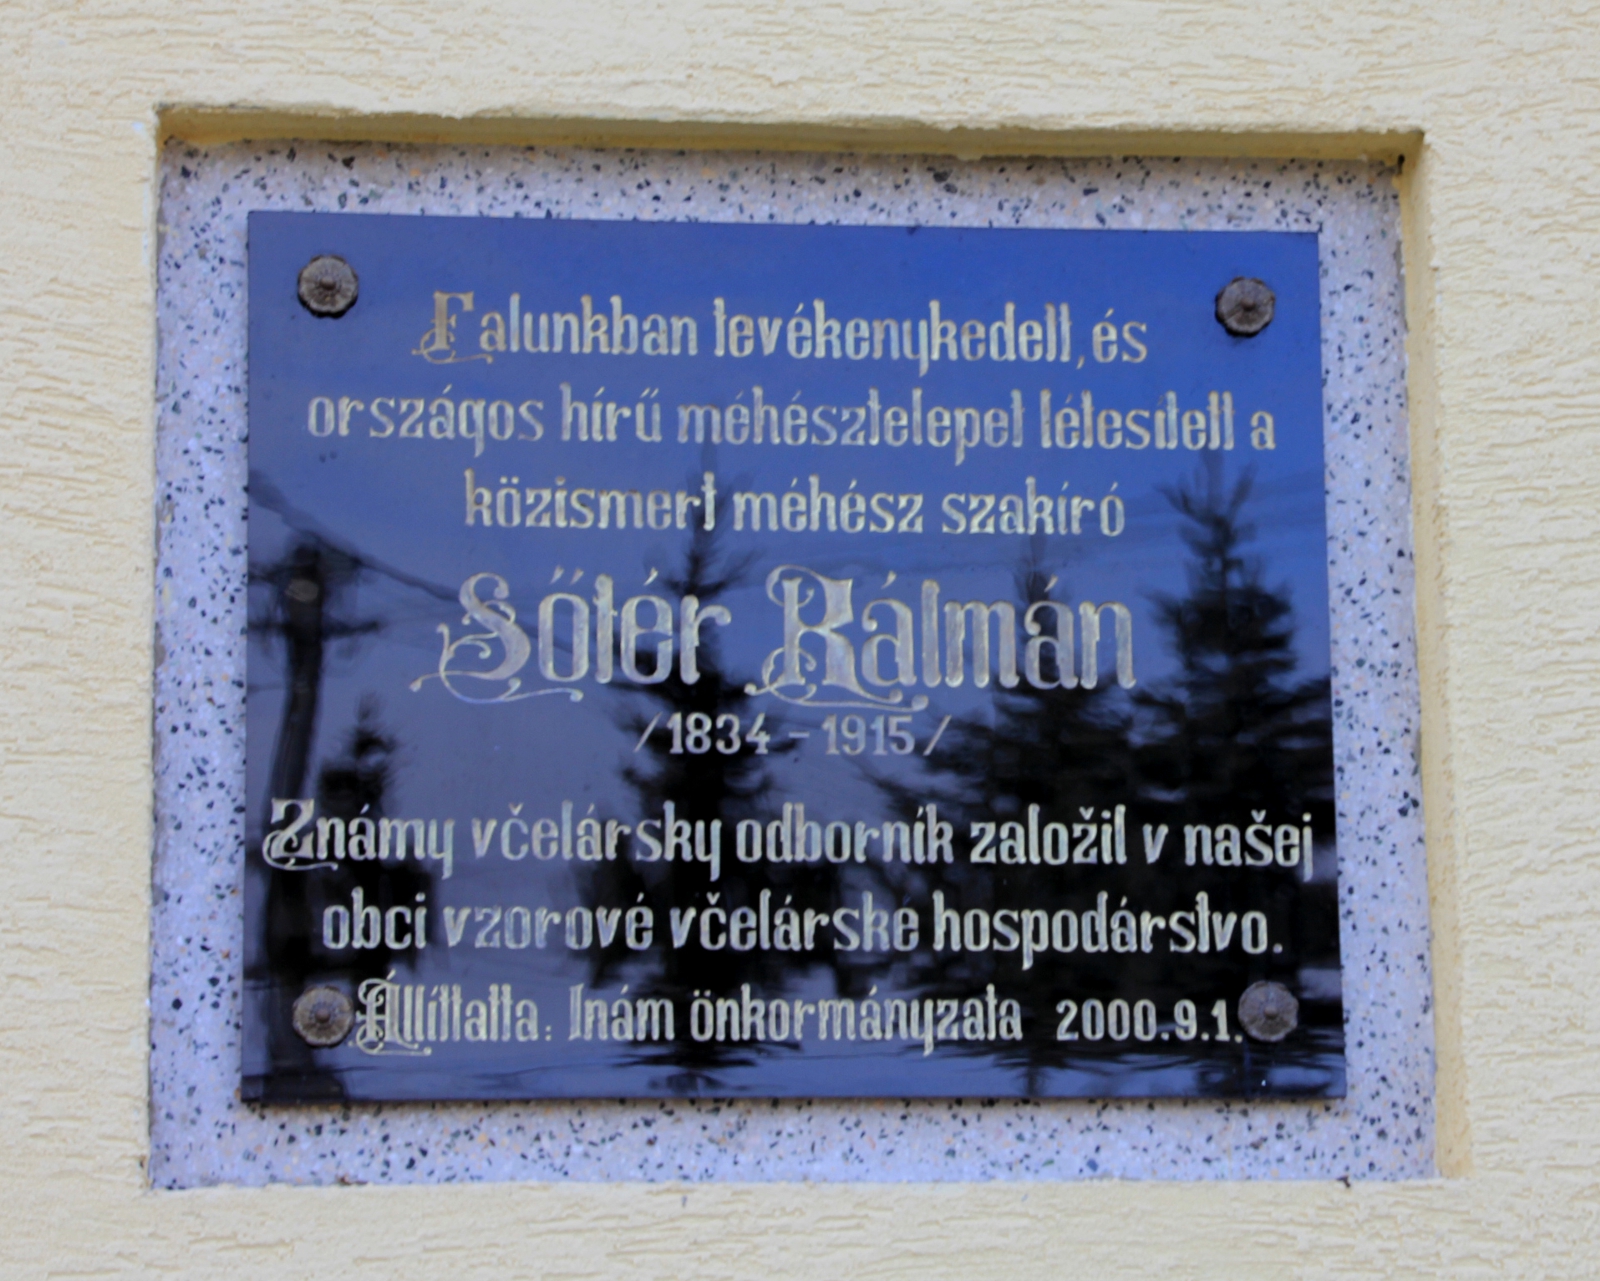 Falunkban tevékenykedett, és
országos hírű méhésztelepet létesített a
közismert méhész szakíró
Sőtér Kálmán
/1834 - 1915/
Známy včelársky odborník založil v našej
obci vzorové včelárske hospodárstvo.
Állíttatta: Inám önkormányzata 2000.9.1.